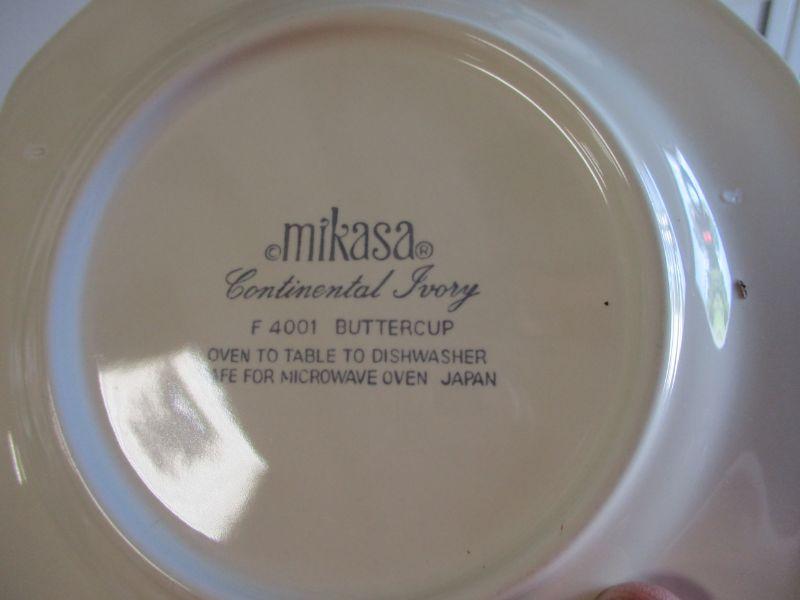 ©mikasa®
Continental Ivory
F 4001 BUTTERCUP
OVEN TO TABLE TO DISHWASHER
FOR MICROWAVE OVEN JAPAN